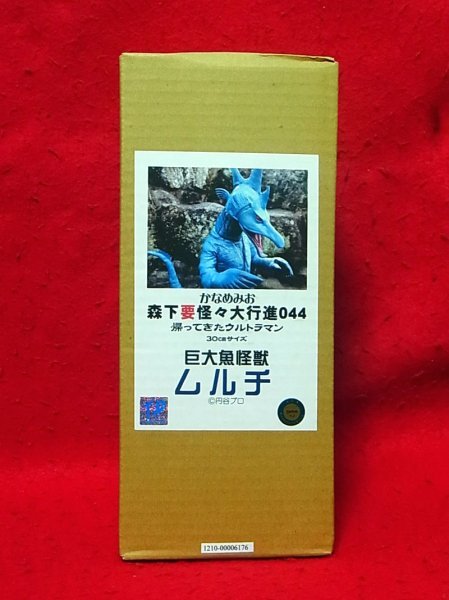 かなめみお
森下要怪々大行進044
帰ってきたウルトラマン
30cmサイズ
巨大魚怪獣
ムルチ
©円谷プロ
1210-00006176